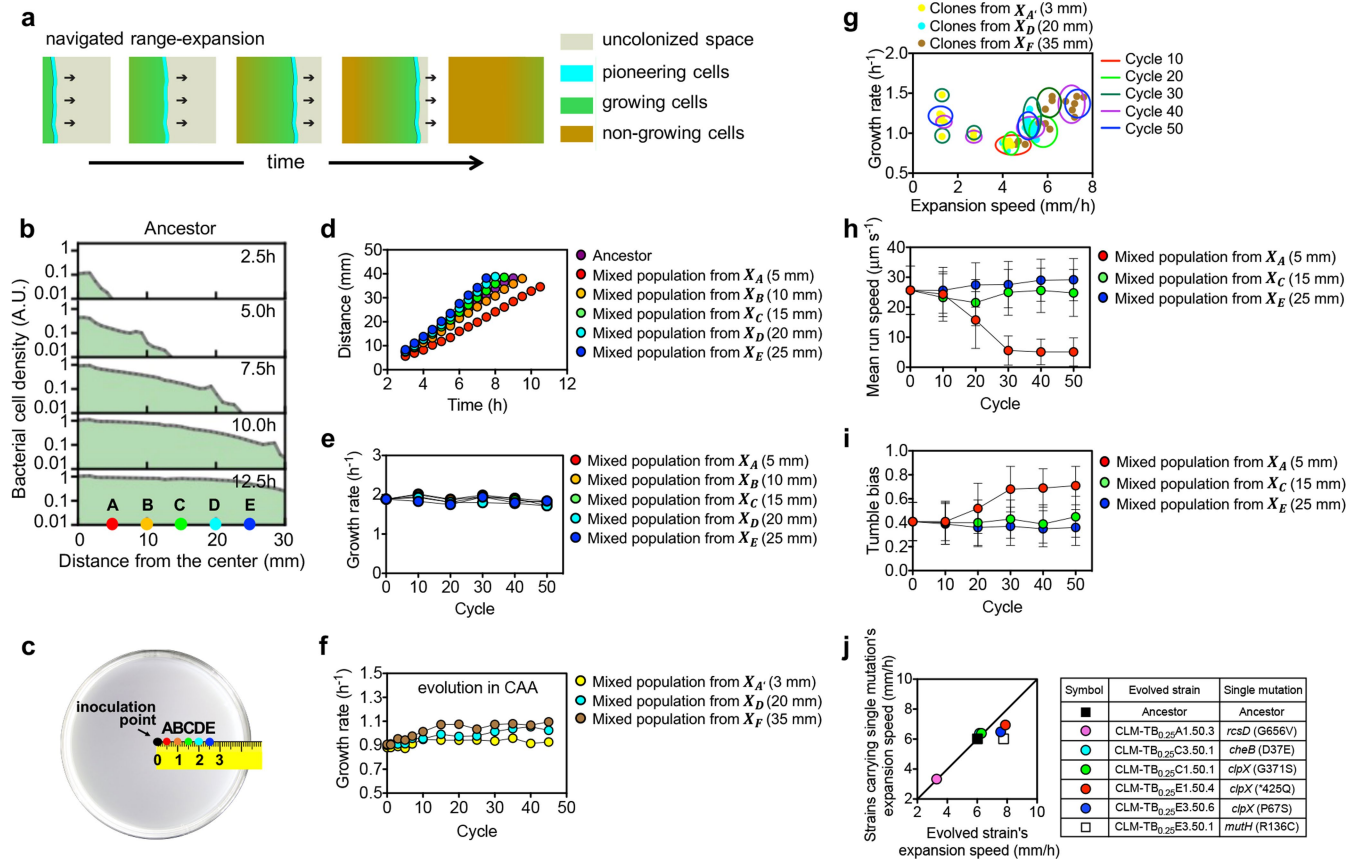 a
navigated range-expansion
time
uncolonized space
pioneering cells
growing cells
non-growing cells
b
Ancestor
Bacterial cell density (A.U.)
1
0.1
0.01
2.5h
1
0.1
0.01
5.0h
1
0.1
0.01
7.5h
1
0.1
0.01
10.0h
1
0.1
0.01
12.5h
A B C D E
0 10 20 30
Distance from the center (mm)
c
inoculation
point
ABCDE
0 1 2 3
d
Distance (mm)
50
40
30
20
10
0
2 4 6 8 10 12
Time (h)
Ancestor
Mixed population from X_A (5 mm)
Mixed population from X_B (10 mm)
Mixed population from X_C (15 mm)
Mixed population from X_D (20 mm)
Mixed population from X_E (25 mm)
e
Growth rate (h⁻¹)
3
2
1
0
0 10 20 30 40 50
Cycle
Mixed population from X_A (5 mm)
Mixed population from X_B (10 mm)
Mixed population from X_C (15 mm)
Mixed population from X_D (20 mm)
Mixed population from X_E (25 mm)
f
Growth rate (h⁻¹)
1.5
1.3
1.1
0.9
0.7
0.5
evolution in CAA
0 10 20 30 40 50
Cycle
Mixed population from X_A' (3 mm)
Mixed population from X_D (20 mm)
Mixed population from X_F (35 mm)
g
Clones from X_A' (3 mm)
Clones from X_D (20 mm)
Clones from X_F (35 mm)
Growth rate (h⁻¹)
2.0
1.5
1.0
0.5
0 2 4 6 8
Expansion speed (mm/h)
Cycle 10
Cycle 20
Cycle 30
Cycle 40
Cycle 50
h
Mean run speed (µm s⁻¹)
40
30
20
10
0
0 10 20 30 40 50
Cycle
Mixed population from X_A (5 mm)
Mixed population from X_C (15 mm)
Mixed population from X_E (25 mm)
i
Tumble bias
1.0
0.8
0.6
0.4
0.2
0
0 10 20 30 40 50
Cycle
Mixed population from X_A (5 mm)
Mixed population from X_C (15 mm)
Mixed population from X_E (25 mm)
j
Strains carrying single mutation's
expansion speed (mm/h)
10
8
6
4
2
2 4 6 8 10
Evolved strain's
expansion speed (mm/h)
Symbol Evolved strain Single mutation
Ancestor Ancestor
CLM-TB0.25A1.50.3 rcsD (G656V)
CLM-TB0.25C3.50.1 cheB (D37E)
CLM-TB0.25C1.50.1 clpX (G371S)
CLM-TB0.25E1.50.4 clpX (*425Q)
CLM-TB0.25E3.50.6 clpX (P67S)
CLM-TB0.25E3.50.1 mutH (R136C)